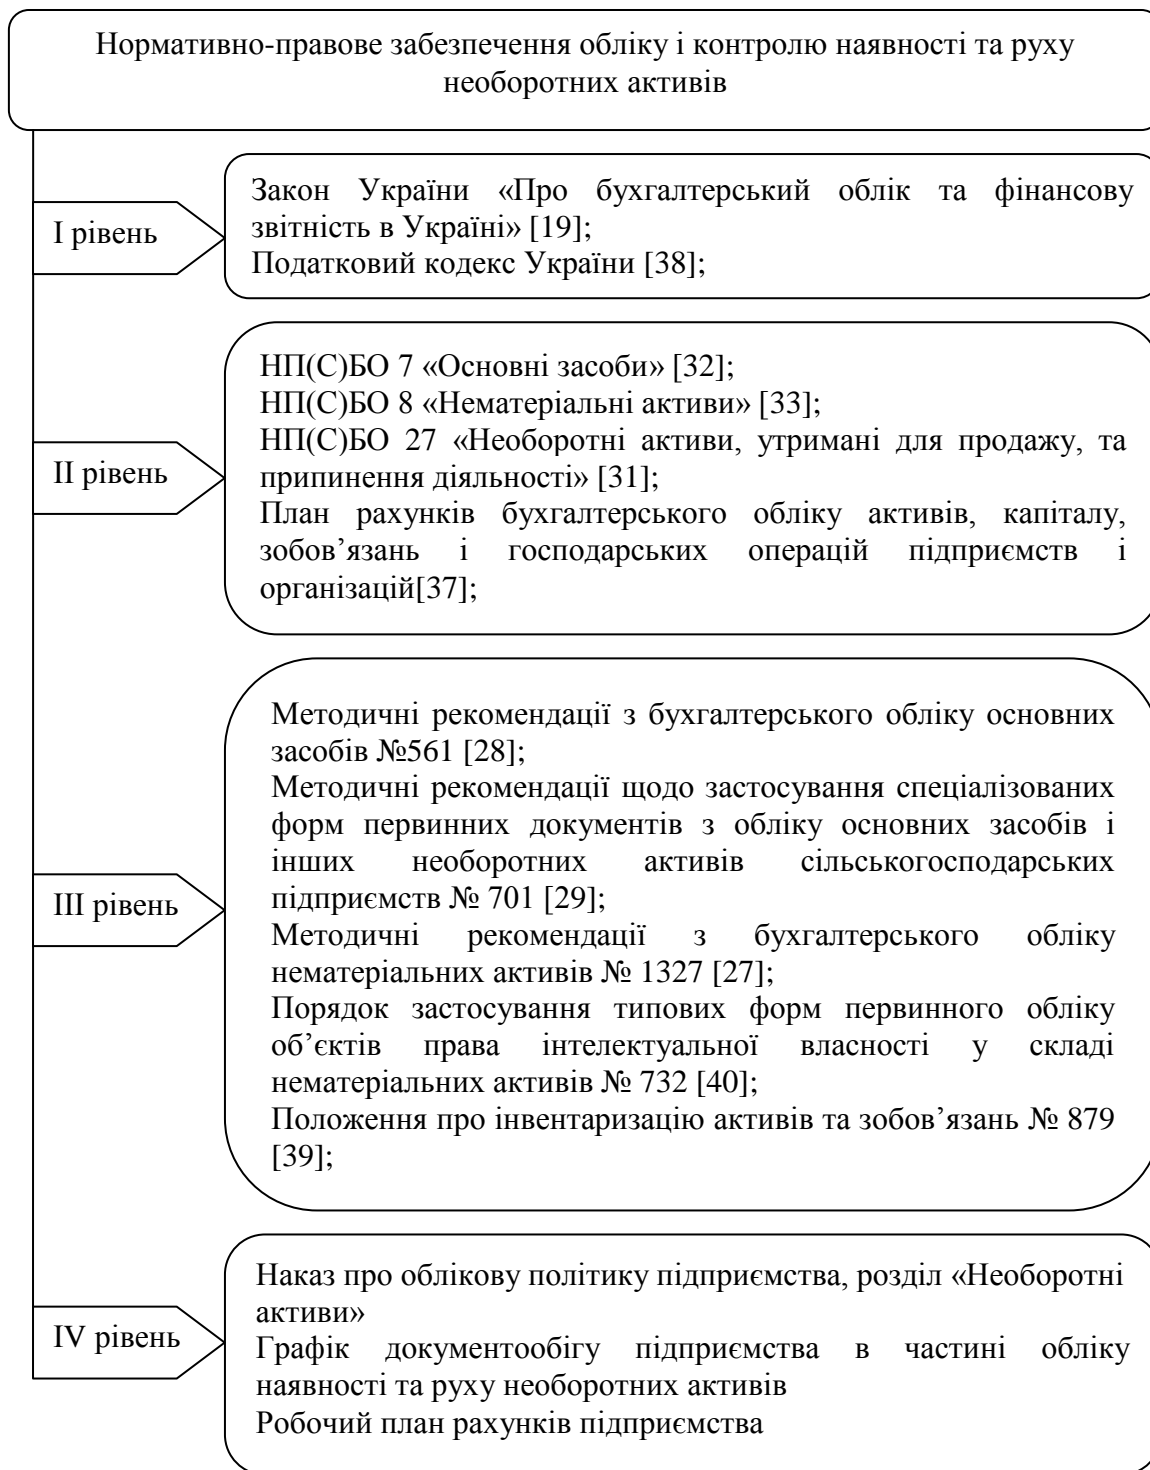 Нормативно-правове забезпечення обліку і контролю наявності та руху
необоротних активів
І рівень
Закон України «Про бухгалтерський облік та фінансову
звітність в Україні» [19];
Податковий кодекс України [38];
ІІ рівень
НП(С)БО 7 «Основні засоби» [32];
НП(С)БО 8 «Нематеріальні активи» [33];
НП(С)БО 27 «Необоротні активи, утримані для продажу, та
припинення діяльності» [31];
План рахунків бухгалтерського обліку активів, капіталу,
зобов’язань і господарських операцій підприємств і
організацій[37];
ІІІ рівень
Методичні рекомендації з бухгалтерського обліку основних
засобів №561 [28];
Методичні рекомендації щодо застосування спеціалізованих
форм первинних документів з обліку основних засобів і
інших необоротних активів сільськогосподарських
підприємств № 701 [29];
Методичні рекомендації з бухгалтерського обліку
нематеріальних активів № 1327 [27];
Порядок застосування типових форм первинного обліку
об’єктів права інтелектуальної власності у складі
нематеріальних активів № 732 [40];
Положення про інвентаризацію активів та зобов’язань № 879
[39];
IV рівень
Наказ про облікову політику підприємства, розділ «Необоротні
активи»
Графік документообігу підприємства в частині обліку
наявності та руху необоротних активів
Робочий план рахунків підприємства